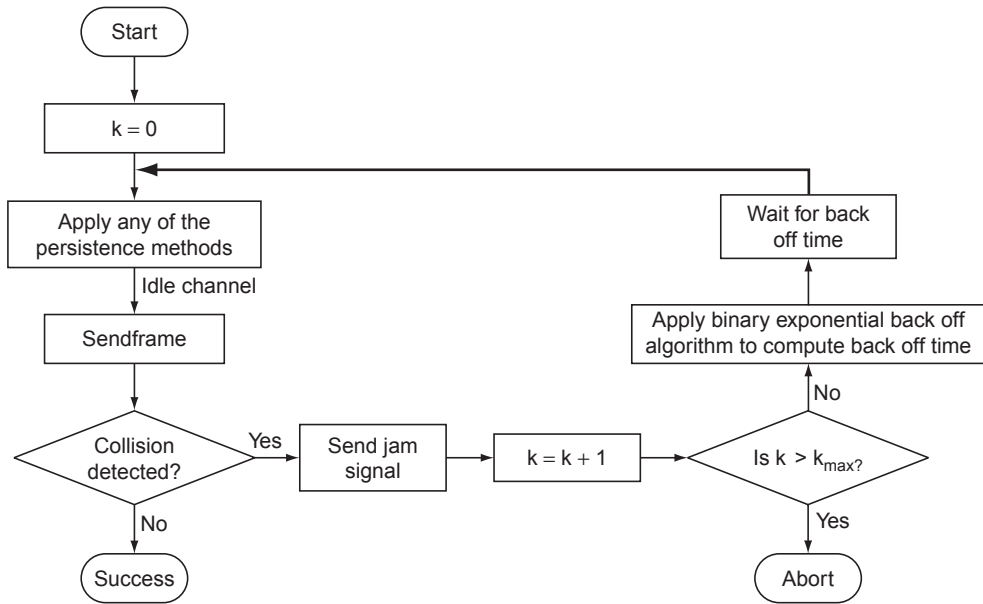 Start
k = 0
Apply any of the
persistence methods
Idle channel
Sendframe
Collision
detected?
Yes
No
Success
Send jam
signal
k = k + 1
Is k > kmax?
No
Yes
Abort
Apply binary exponential back off
algorithm to compute back off time
Wait for back
off time